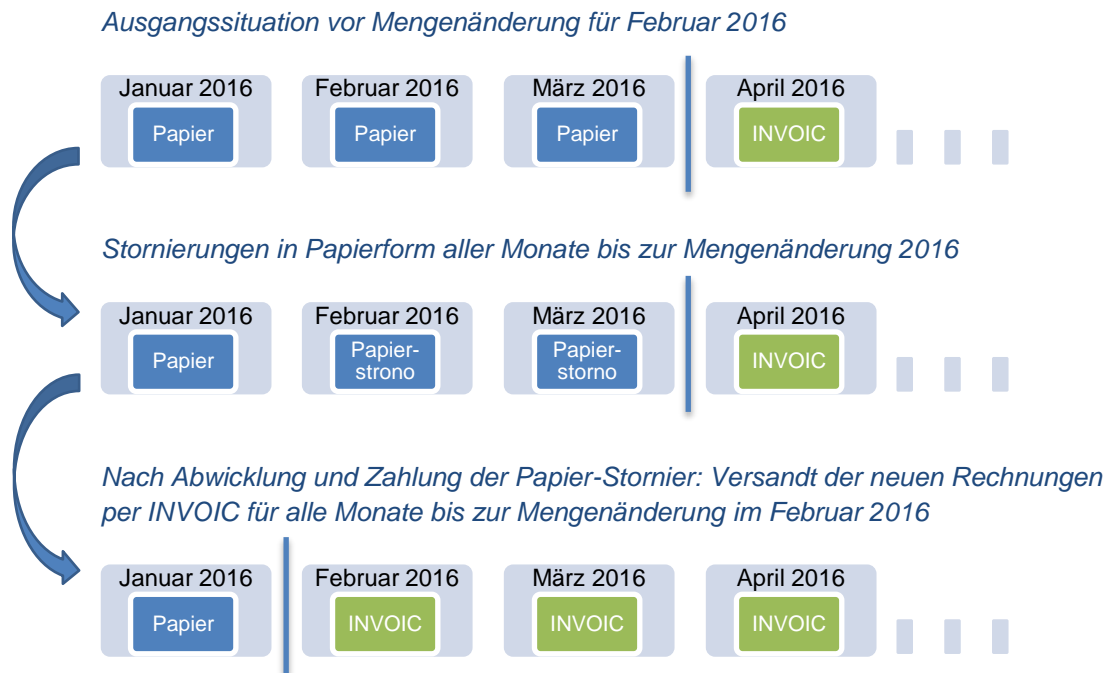 Ausgangssituation vor Mengenänderung für Februar 2016
Januar 2016 Februar 2016 März 2016 April 2016
Papier Papier Papier INVOIC
Stornierungen in Papierform aller Monate bis zur Mengenänderung 2016
Januar 2016 Februar 2016 März 2016 April 2016
Papier Papier-strono Papier-storno INVOIC
Nach Abwicklung und Zahlung der Papier-Stornier: Versandt der neuen Rechnungen
per INVOIC für alle Monate bis zur Mengenänderung im Februar 2016
Januar 2016 Februar 2016 März 2016 April 2016
Papier INVOIC INVOIC INVOIC